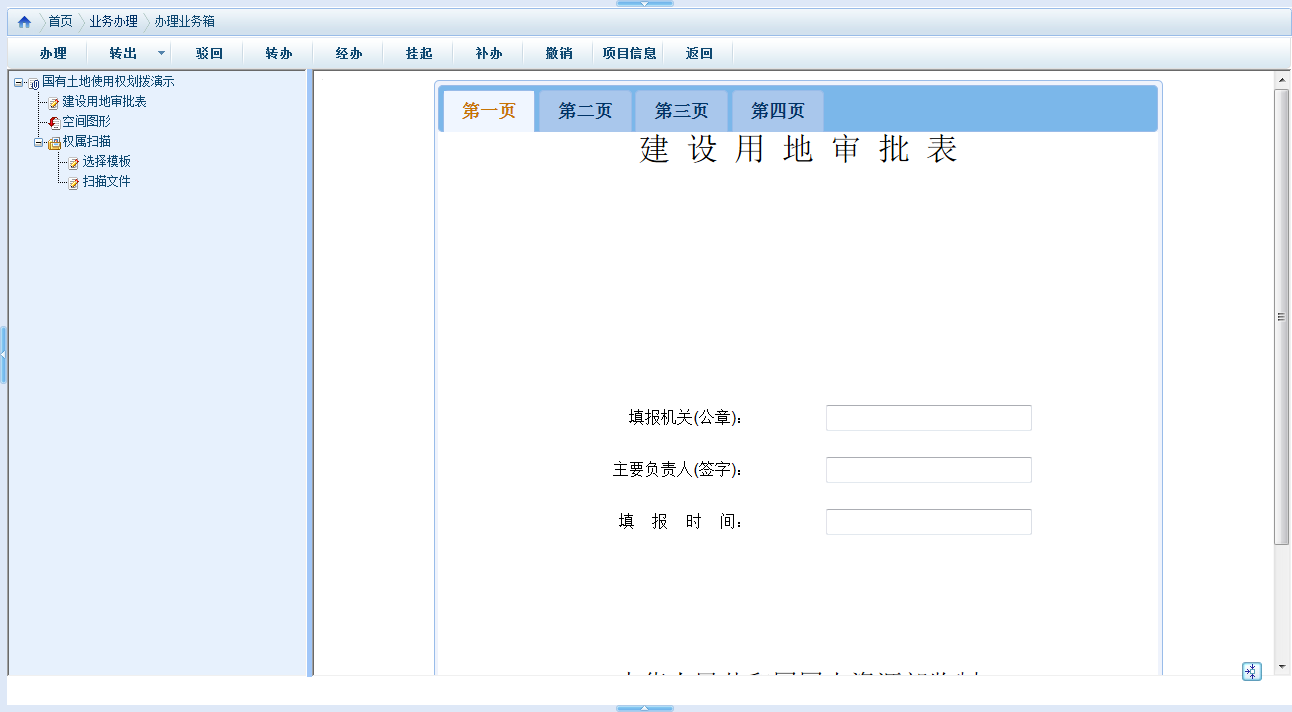 首页 业务办理 办理业务箱
办理 转出 驳回 转办 经办 挂起 补办 撤销 项目信息 返回
国有土地使用权划拨演示
建设用地审批表
空间图形
权属扫描
选择模板
扫描文件
第一页 第二页 第三页 第四页
建 设 用 地 审 批 表
填报机关(公章):
主要负责人(签字):
填 报 时 间: